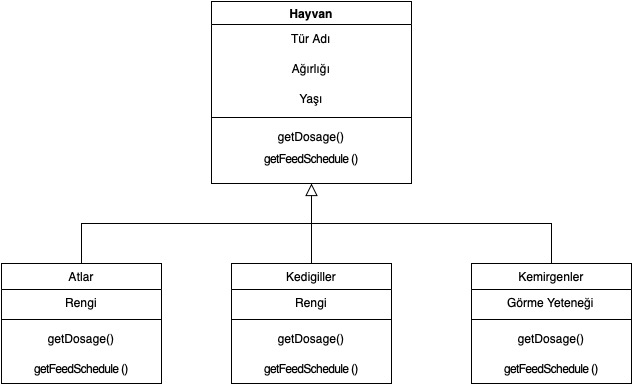 Hayvan
Tür Adı
Ağırlığı
Yaşı
getDosage()
getFeedSchedule ()
Atlar
Rengi
getDosage()
getFeedSchedule ()
Kedigiller
Rengi
getDosage()
getFeedSchedule ()
Kemirgenler
Görme Yeteneği
getDosage()
getFeedSchedule ()